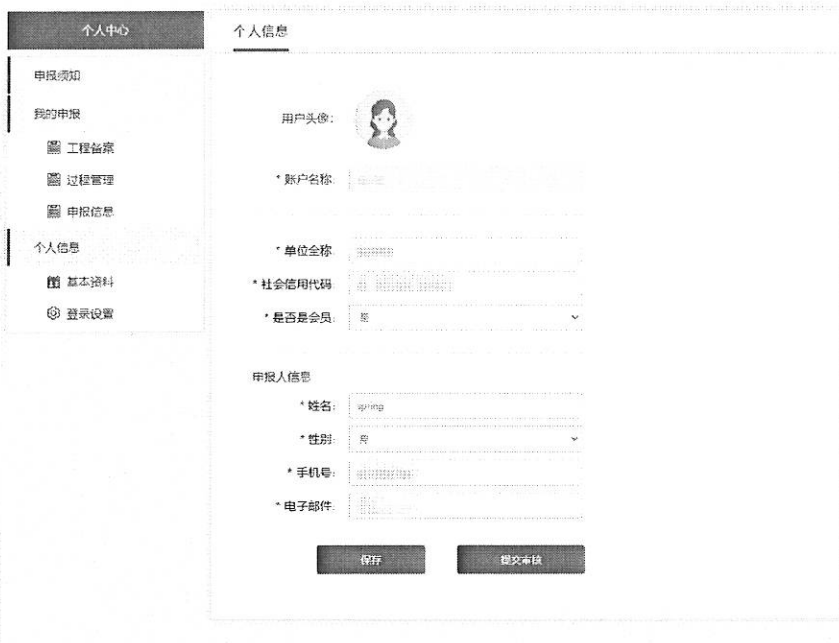 个人中心
申报须知
我的申报
工程备案
过程管理
申报信息
个人信息
基本资料
登录设置
个人信息
用户头像:
* 账户名称:
* 单位全称:
* 社会信用代码:
* 是否是会员:
申报人信息
* 姓名: spring
* 性别:
* 手机号:
* 电子邮件:
保存 提交审核